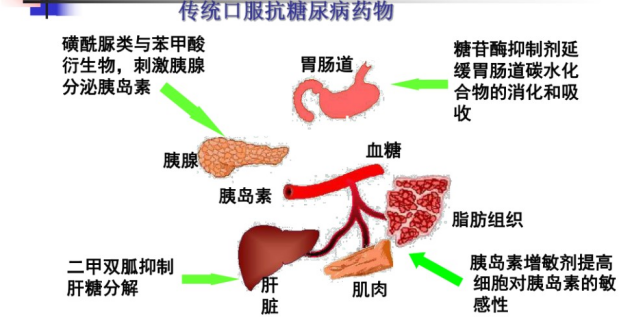 传统口服抗糖尿病药物
磺酰脲类与苯甲酸
衍生物，刺激胰腺
分泌胰岛素
胃肠道
糖苷酶抑制剂延
缓胃肠道碳水化
合物的消化和吸
收
胰腺
血糖
胰岛素
脂肪组织
二甲双胍抑制
肝糖分解
肝
脏
肌肉
胰岛素增敏剂提高
细胞对胰岛素的敏
感性